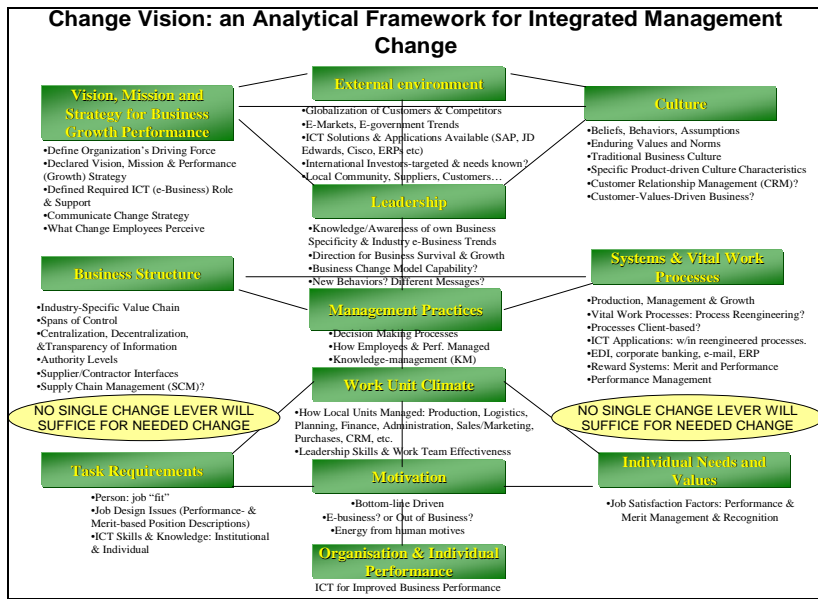 Change Vision: an Analytical Framework for Integrated Management
Change
External environment
•Globalization of Customers & Competitors
•E-Markets, E-government Trends
•ICT Solutions & Applications Available (SAP, JD
Edwards, Cisco, ERPs etc)
•International Investors-targeted & needs known?
•Local Community, Suppliers, Customers…
Vision, Mission and
Strategy for Business
Growth Performance
•Define Organization's Driving Force
•Declared Vision, Mission & Performance
(Growth) Strategy
•Defined Required ICT (e-Business) Role
& Support
•Communicate Change Strategy
•What Change Employees Perceive
Culture
•Beliefs, Behaviors, Assumptions
•Enduring Values and Norms
•Traditional Business Culture
•Specific Product-driven Culture Characteristics
•Customer Relationship Management (CRM)?
•Customer-Values-Driven Business?
Leadership
•Knowledge/Awareness of own Business
Specificity & Industry e-Business Trends
•Direction for Business Survival & Growth
•Business Change Model Capability?
•New Behaviors? Different Messages?
Business Structure
•Industry-Specific Value Chain
•Spans of Control
•Centralization, Decentralization,
&Transparency of Information
•Authority Levels
•Supplier/Contractor Interfaces
•Supply Chain Management (SCM)?
Management Practices
•Decision Making Processes
•How Employees & Perf. Managed
•Knowledge-management (KM)
Systems & Vital Work
Processes
•Production, Management & Growth
•Vital Work Processes: Process Reengineering?
•Processes Client-based?
•ICT Applications: w/in reengineered processes.
•EDI, corporate banking, e-mail, ERP
•Reward Systems: Merit and Performance
•Performance Management
Work Unit Climate
•How Local Units Managed: Production, Logistics,
Planning, Finance, Administration, Sales/Marketing,
Purchases, CRM, etc.
•Leadership Skills & Work Team Effectiveness
NO SINGLE CHANGE LEVER WILL
SUFFICE FOR NEEDED CHANGE
NO SINGLE CHANGE LEVER WILL
SUFFICE FOR NEEDED CHANGE
Task Requirements
•Person: job "fit"
•Job Design Issues (Performance- &
Merit-based Position Descriptions)
•ICT Skills & Knowledge: Institutional
& Individual
Motivation
•Bottom-line Driven
•E-business? or Out of Business?
•Energy from human motives
Individual Needs and
Values
•Job Satisfaction Factors: Performance &
Merit Management & Recognition
Organisation & Individual
Performance
ICT for Improved Business Performance